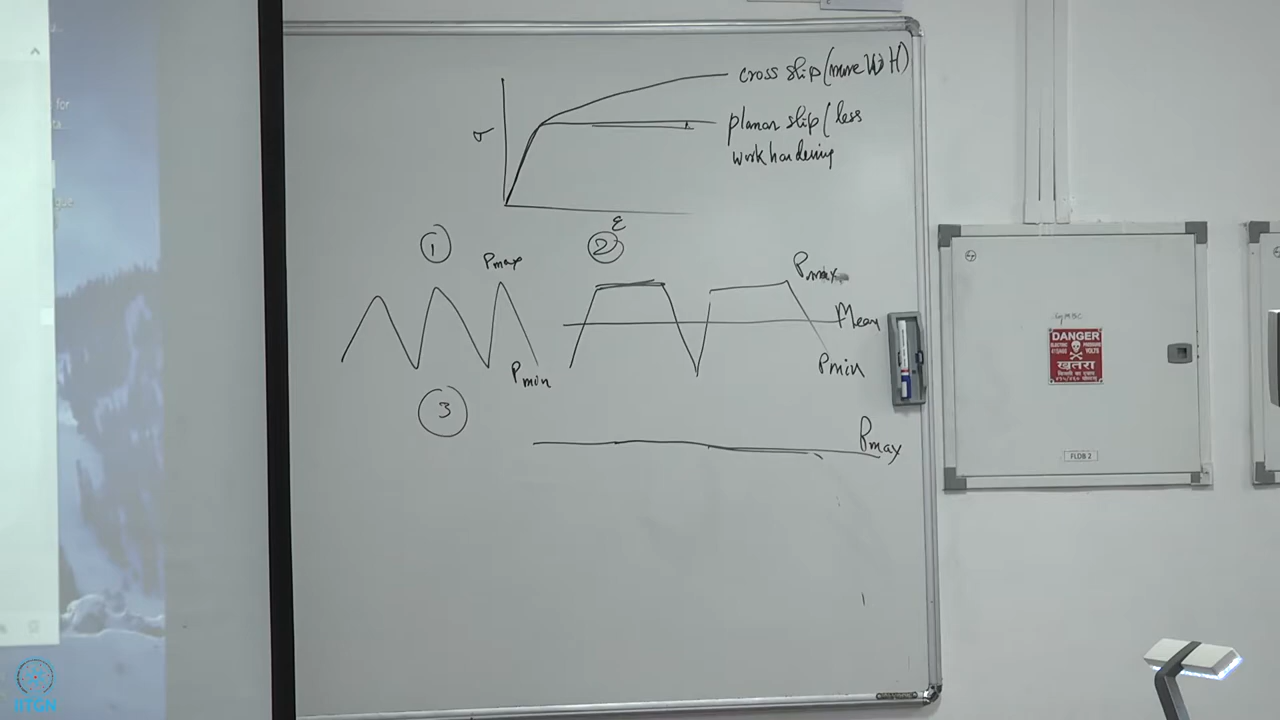 cross slip (more WH)
σ
planar slip (less
work hardening
ε
①
②
Pmax
Pmax
Mean
Pmin
Pmin
③
Pmax
DANGER
खतरा
FLDB 2
IITGN